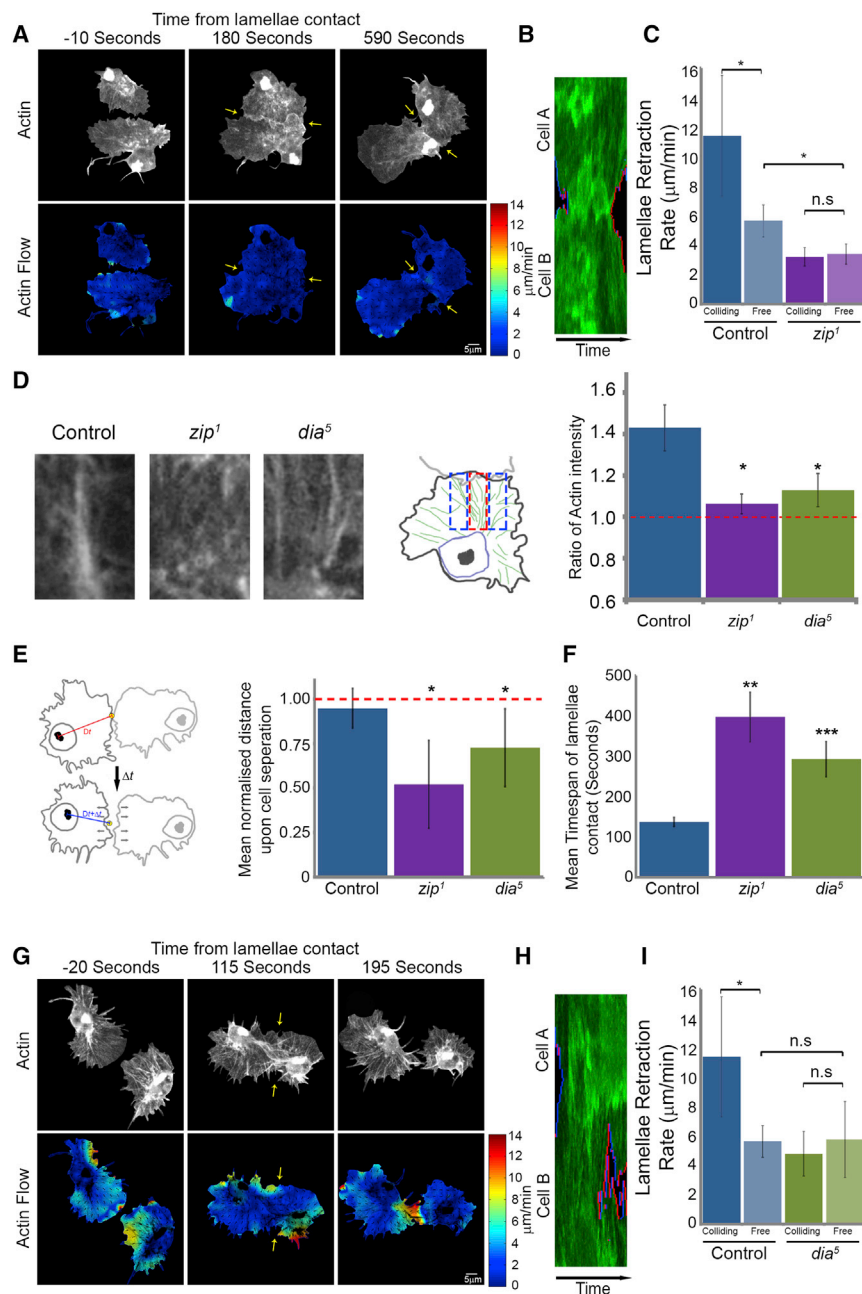 A
Time from lamellae contact
-10 Seconds
180 Seconds
590 Seconds
Actin
Actin Flow
14
12
10
8
6
4
2
0
μm/min
5μm
B
Cell A
Cell B
Time
C
Lamellae Retraction
Rate (μm/min)
16
14
12
10
8
6
4
2
0
*
*
n.s
Colliding
Free
Colliding
Free
Control
zip1
D
Control
zip1
dia5
Ratio of Actin intensity
1.6
1.4
1.2
1.0
0.8
0.6
*
*
Control
zip1
dia5
E
Dt
Δt
Dt+Δt
Mean normalised distance
upon cell seperation
1.00
0.75
0.50
0.25
0
*
*
Control
zip1
dia5
F
Mean Timespan of lamellae
contact (Seconds)
500
400
300
200
100
0
**
***
Control
zip1
dia5
G
Time from lamellae contact
-20 Seconds
115 Seconds
195 Seconds
Actin
Actin Flow
14
12
10
8
6
4
2
0
μm/min
5μm
H
Cell A
Cell B
Time
I
Lamellae Retraction
Rate (μm/min)
16
14
12
10
8
6
4
2
0
*
n.s
n.s
Colliding
Free
Colliding
Free
Control
dia5